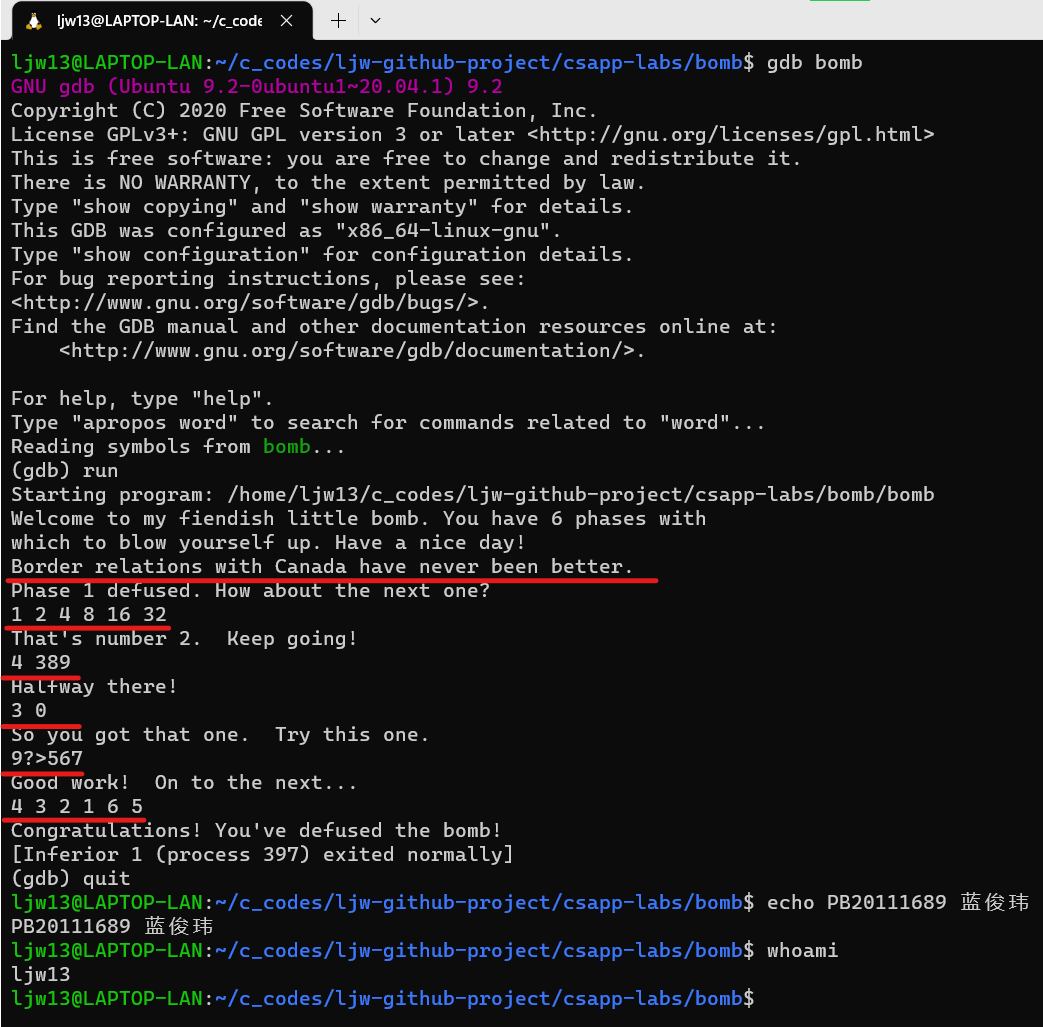 ljw13@LAPTOP-LAN: ~/c_code
ljw13@LAPTOP-LAN:~/c_codes/ljw-github-project/csapp-labs/bomb$ gdb bomb
GNU gdb (Ubuntu 9.2-0ubuntu1~20.04.1) 9.2
Copyright (C) 2020 Free Software Foundation, Inc.
License GPLv3+: GNU GPL version 3 or later <http://gnu.org/licenses/gpl.html>
This is free software: you are free to change and redistribute it.
There is NO WARRANTY, to the extent permitted by law.
Type "show copying" and "show warranty" for details.
This GDB was configured as "x86_64-linux-gnu".
Type "show configuration" for configuration details.
For bug reporting instructions, please see:
<http://www.gnu.org/software/gdb/bugs/>.
Find the GDB manual and other documentation resources online at:
    <http://www.gnu.org/software/gdb/documentation/>.
For help, type "help".
Type "apropos word" to search for commands related to "word"...
Reading symbols from bomb...
(gdb) run
Starting program: /home/ljw13/c_codes/ljw-github-project/csapp-labs/bomb/bomb
Welcome to my fiendish little bomb. You have 6 phases with
which to blow yourself up. Have a nice day!
Border relations with Canada have never been better.
Phase 1 defused. How about the next one?
1 2 4 8 16 32
That's number 2.  Keep going!
4 389
Halfway there!
3 0
So you got that one.  Try this one.
9?>567
Good work!  On to the next...
4 3 2 1 6 5
Congratulations! You've defused the bomb!
[Inferior 1 (process 397) exited normally]
(gdb) quit
ljw13@LAPTOP-LAN:~/c_codes/ljw-github-project/csapp-labs/bomb$ echo PB20111689 蓝俊玮
PB20111689 蓝俊玮
ljw13@LAPTOP-LAN:~/c_codes/ljw-github-project/csapp-labs/bomb$ whoami
ljw13
ljw13@LAPTOP-LAN:~/c_codes/ljw-github-project/csapp-labs/bomb$